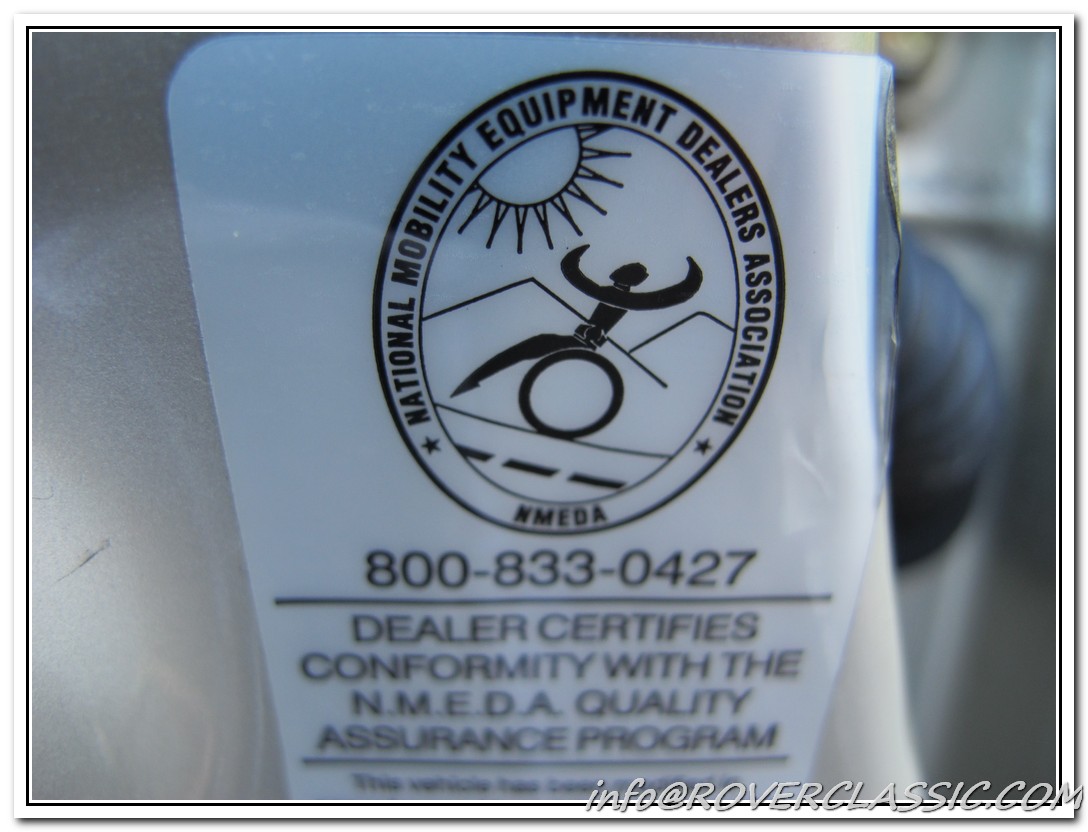 NATIONAL MOBILITY EQUIPMENT DEALERS ASSOCIATION
NMEDA
800-833-0427
DEALER CERTIFIES
CONFORMITY WITH THE
N.M.E.D.A. QUALITY
ASSURANCE PROGRAM
This vehicle has been
info@ROVERCLASSIC.COM